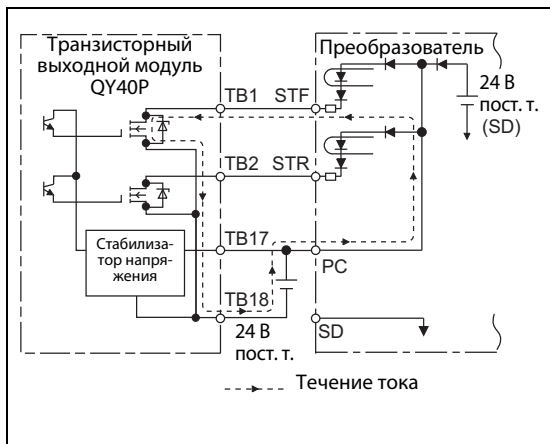 Транзисторный
выходной модуль
QY40P
Преобразователь
TB1 STF
24 В
пост. т.
(SD)
TB2 STR
Стабилиза-
тор напря-
жения
TB17
PC
TB18
24 В
пост. т.
SD
Течение тока